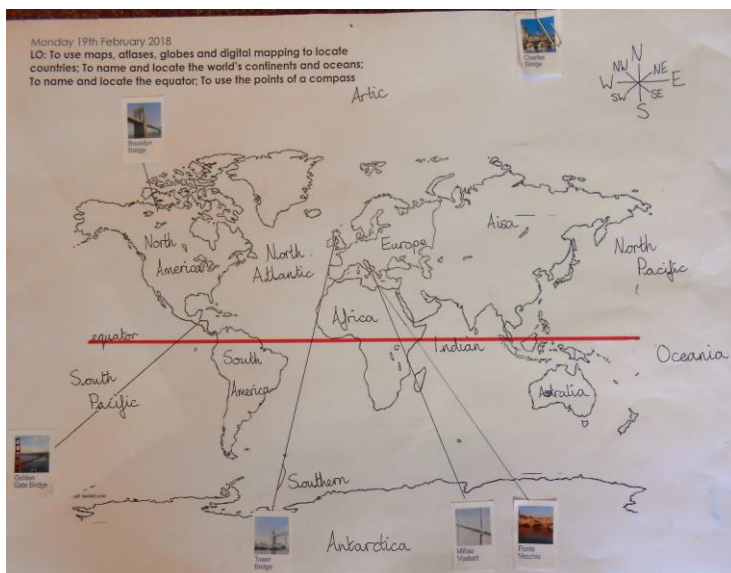 Monday 19th February 2018
LO: To use maps, atlases, globes and digital mapping to locate
countries; To name and locate the world's continents and oceans;
To name and locate the equator; To use the points of a compass
Charles
Bridge
N
NW NE
W E
SW SE
S
Artic
Brooklyn
Bridge
North
America
North
Atlantic
Europe
Aisa
North
Pacific
Africa
equator
Indian
Oceania
South
America
South
Pacific
Austalia
Golden
Gate Bridge
Southern
Tower
Bridge
Antarctica
Millau
Viaduct
Ponte
Vecchio